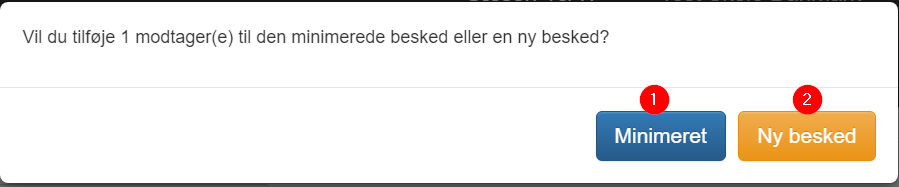 Vil du tilføje 1 modtager(e) til den minimerede besked eller en ny besked?
1
2
Minimeret
Ny besked